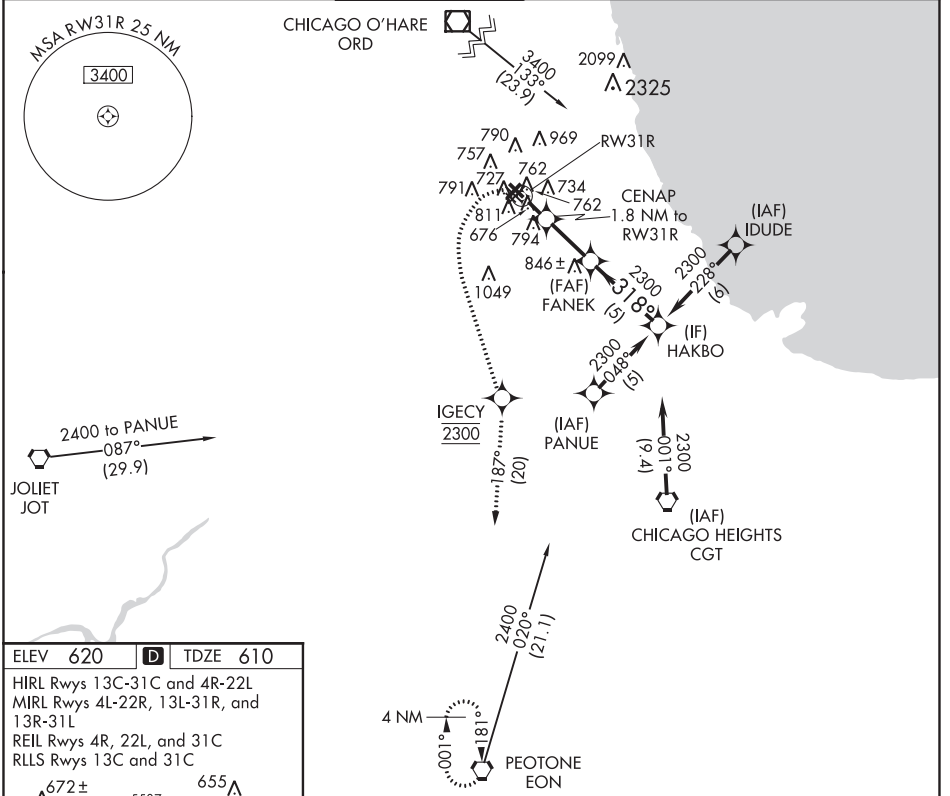 MSA RW31R 25 NM
3400
CHICAGO O'HARE
ORD
3400
133°
(23.9)
2099
2325
790
969
RW31R
757
762
791
727
734
762
811
676
794
CENAP
1.8 NM to
RW31R
(IAF)
IDUDE
2300
228°
(6)
846±
(FAF)
FANEK
1049
2300
318°
(5)
(IF)
HAKBO
2300
048°
(5)
(IAF)
PANUE
IGECY
2300
187°
(20)
2400 to PANUE
087°
(29.9)
JOLIET
JOT
2300
001°
(9.4)
(IAF)
CHICAGO HEIGHTS
CGT
2400
020°
(21.1)
4 NM
001°
181°
PEOTONE
EON
ELEV 620 D TDZE 610
HIRL Rwys 13C-31C and 4R-22L
MIRL Rwys 4L-22R, 13L-31R, and
13R-31L
REIL Rwys 4R, 22L, and 31C
RLLS Rwys 13C and 31C
672±
655